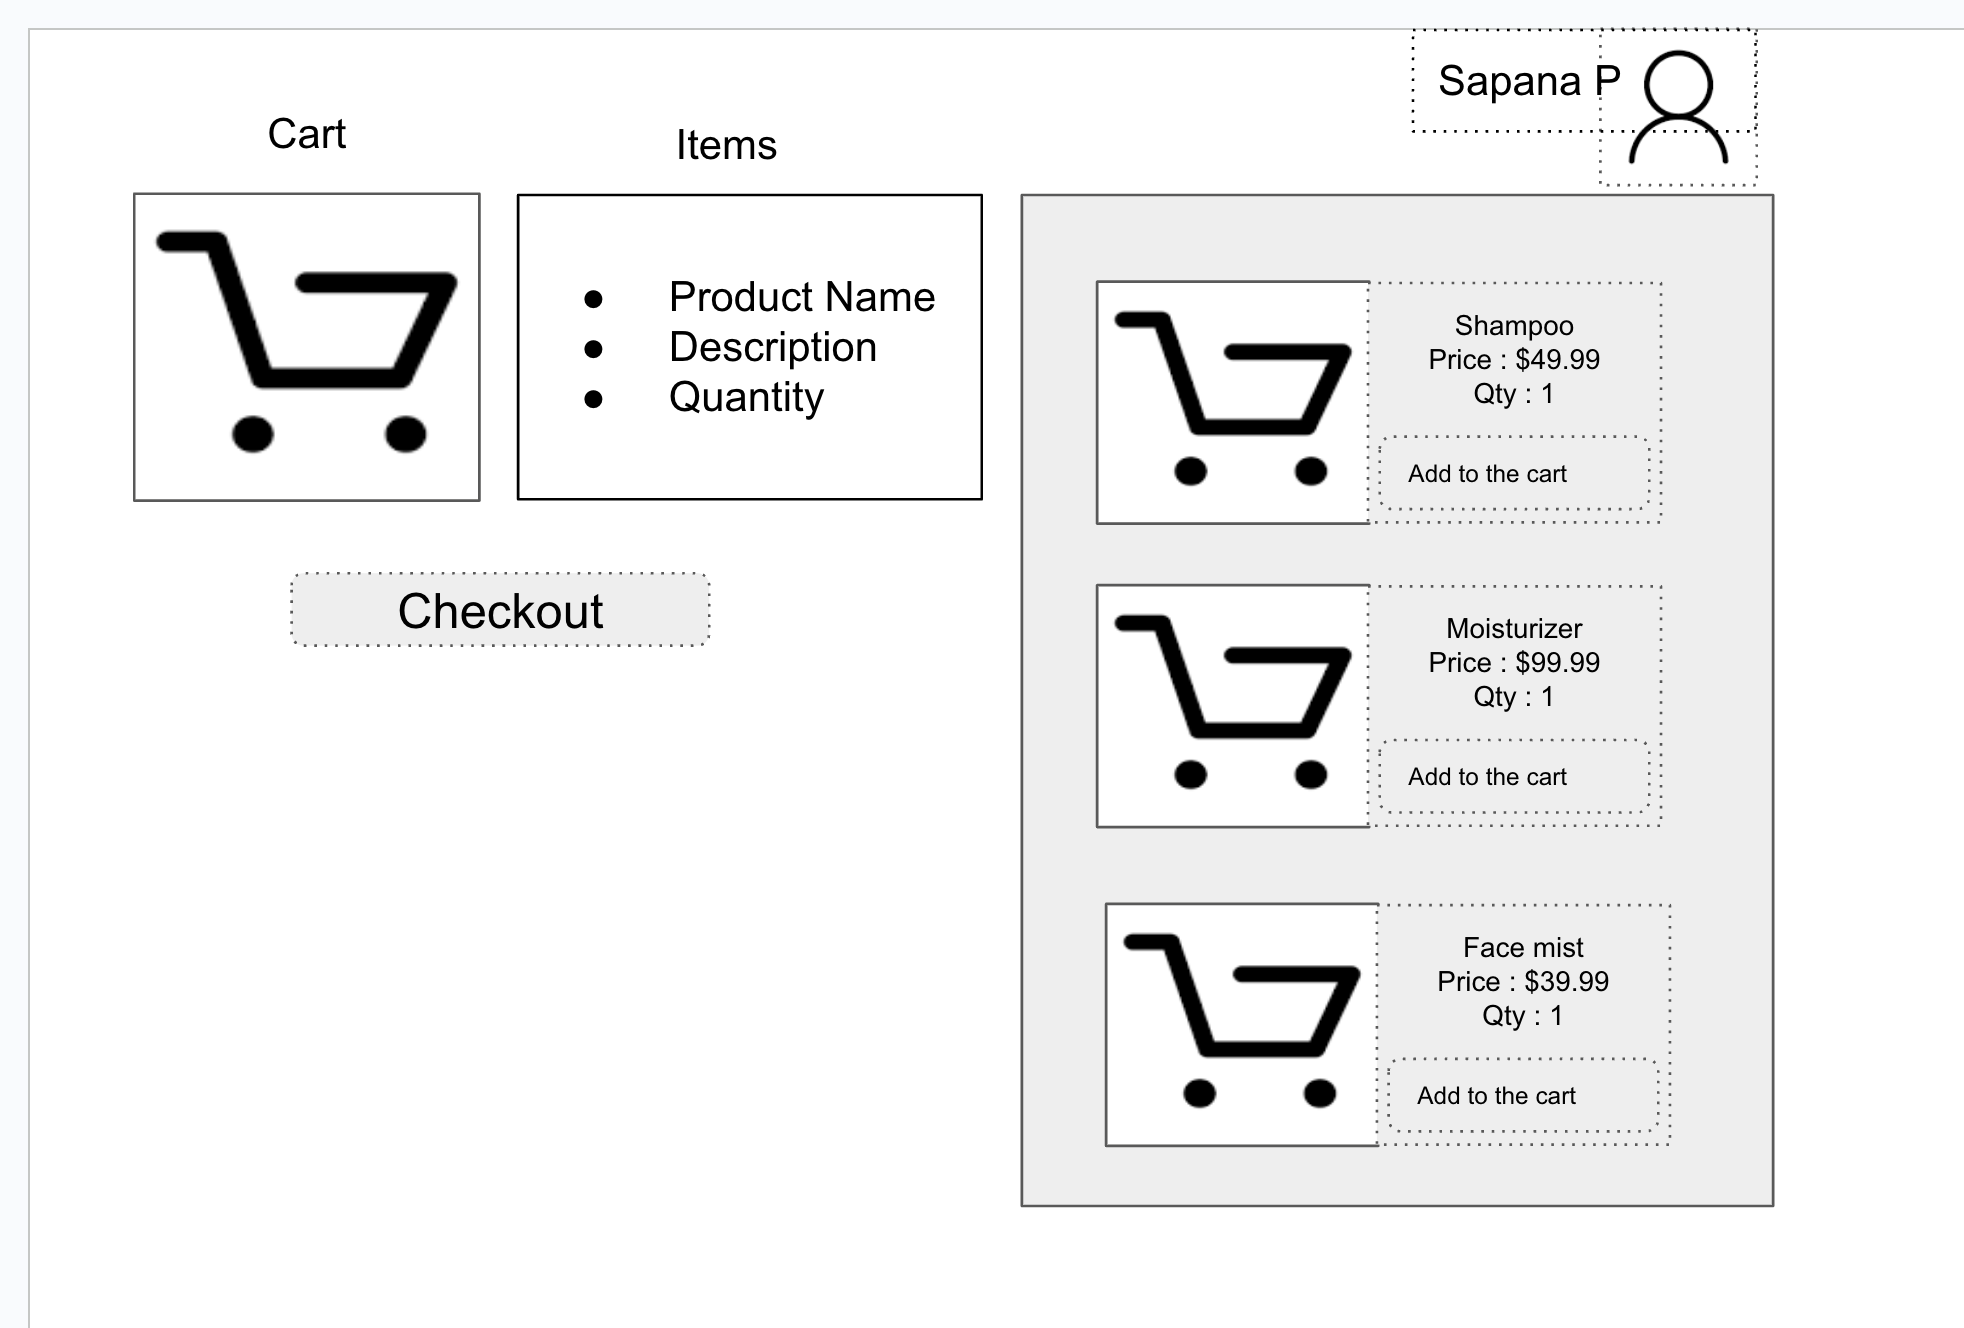 Sapana P
Cart
Items
Product Name
Description
Quantity
Checkout
Shampoo
Price : $49.99
Qty : 1
Add to the cart
Moisturizer
Price : $99.99
Qty : 1
Add to the cart
Face mist
Price : $39.99
Qty : 1
Add to the cart